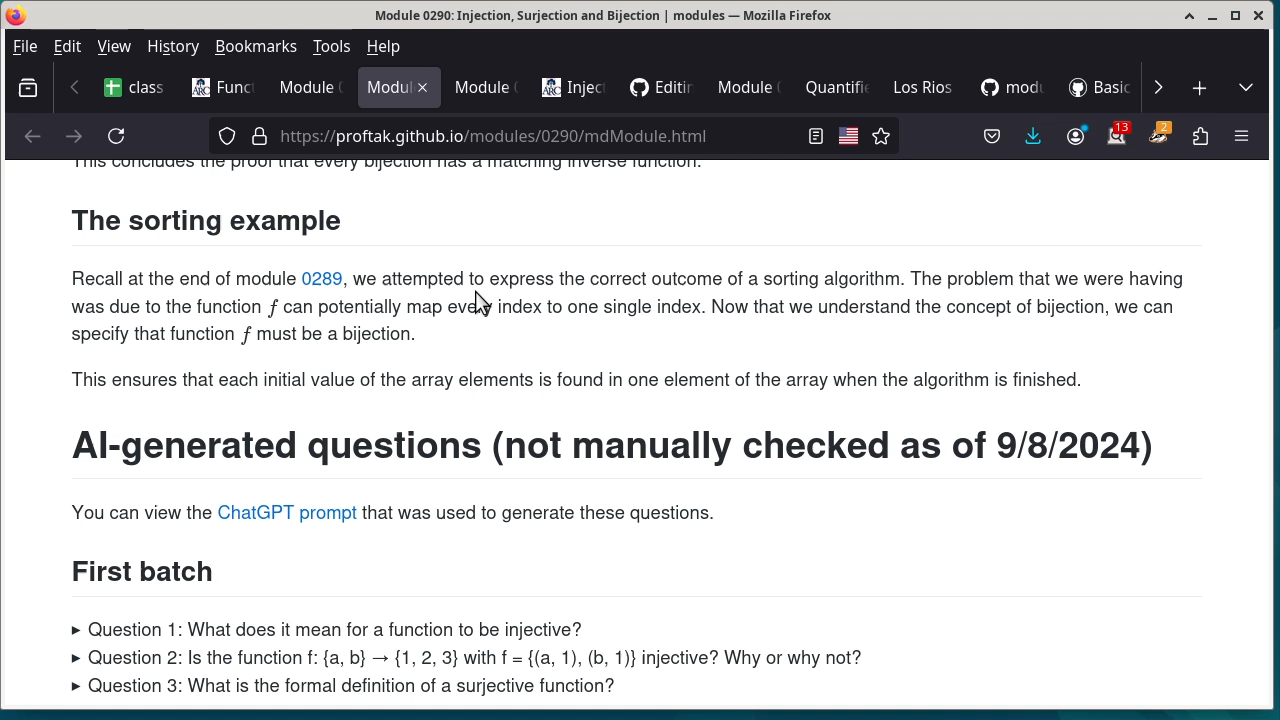 Module 0290: Injection, Surjection and Bijection | modules — Mozilla Firefox
File Edit View History Bookmarks Tools Help
class Funct Module Modul Module Inject Editi Module Quantifi Los Rios modu Basic
https://proftak.github.io/modules/0290/mdModule.html 13 2
This concludes the proof that every bijection has a matching inverse function.
The sorting example
Recall at the end of module 0289, we attempted to express the correct outcome of a sorting algorithm. The problem that we were having
was due to the function f can potentially map every index to one single index. Now that we understand the concept of bijection, we can
specify that function f must be a bijection.
This ensures that each initial value of the array elements is found in one element of the array when the algorithm is finished.
AI-generated questions (not manually checked as of 9/8/2024)
You can view the ChatGPT prompt that was used to generate these questions.
First batch
▸ Question 1: What does it mean for a function to be injective?
▸ Question 2: Is the function f: {a, b} → {1, 2, 3} with f = {(a, 1), (b, 1)} injective? Why or why not?
▸ Question 3: What is the formal definition of a surjective function?